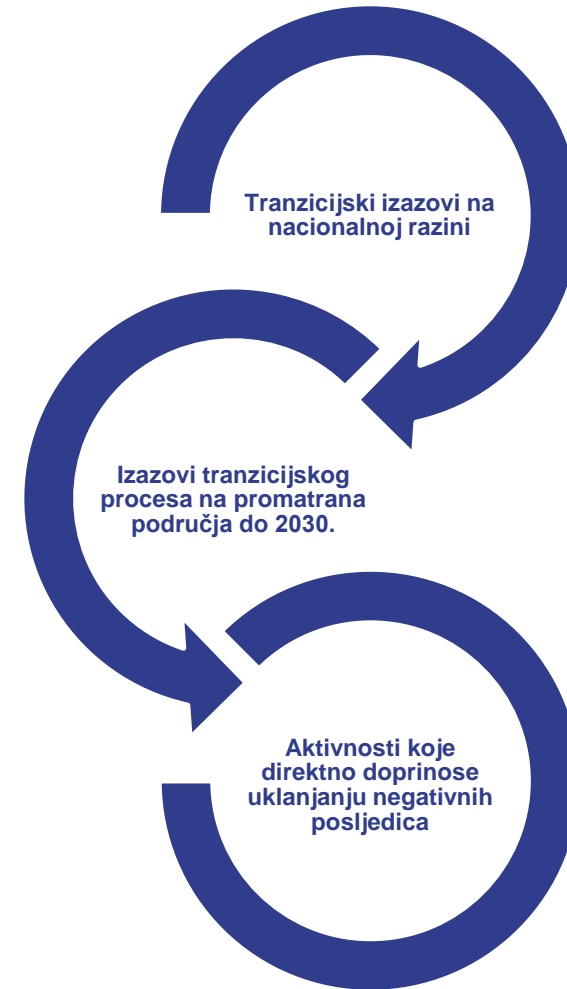 Tranzicijski izazovi na
nacionalnoj razini
Izazovi tranzicijskog
procesa na promatrana
područja do 2030.
Aktivnosti koje
direktno doprinose
uklanjanju negativnih
posljedica